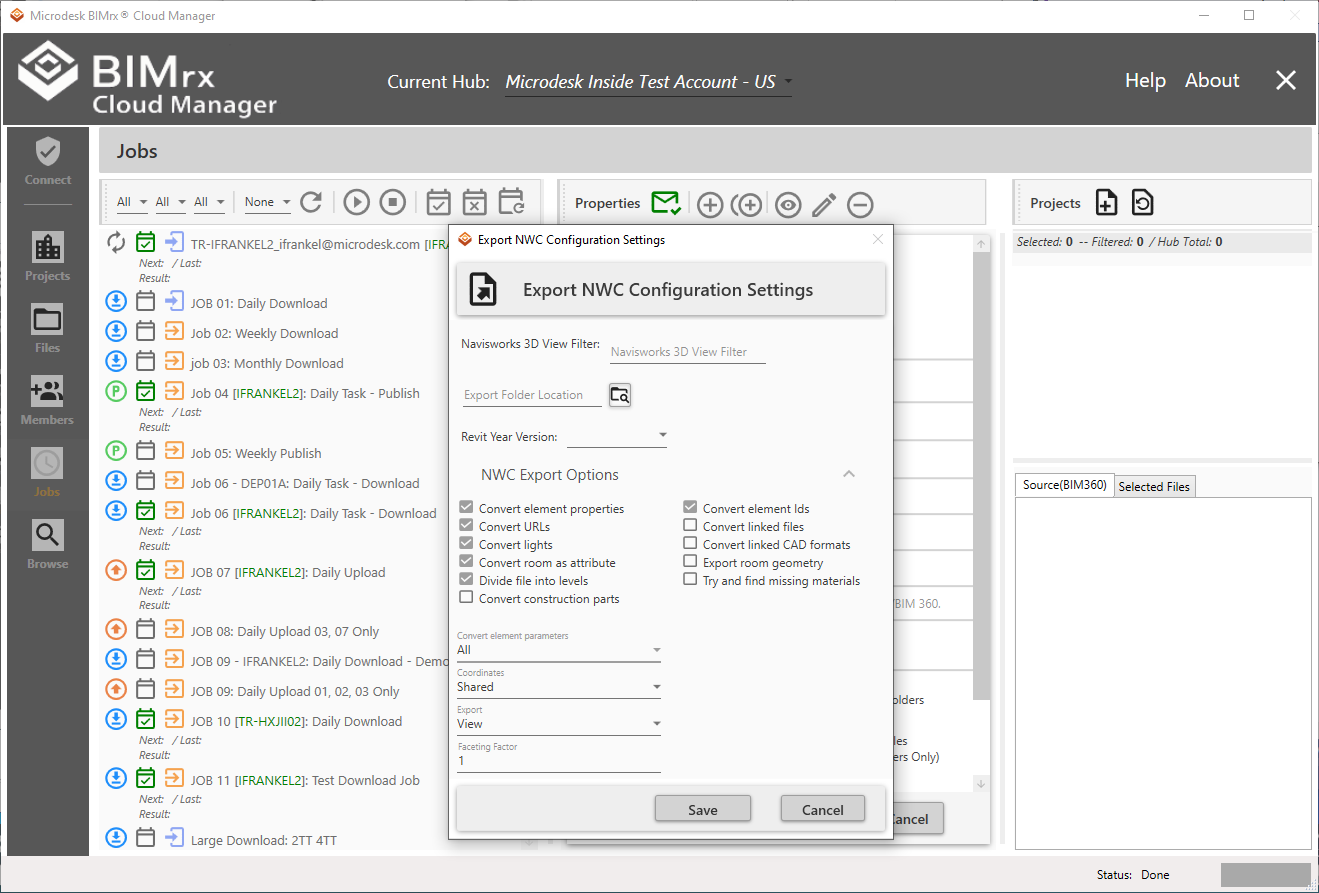 Microdesk BIMrx® Cloud Manager
BIMrx
Cloud Manager
Current Hub: Microdesk Inside Test Account - US
Help About
Connect
Projects
Files
Members
Jobs
Browse
Jobs
All All All None
Properties
Projects
Selected: 0 -- Filtered: 0 / Hub Total: 0
TR-IFRANKEL2_ifrankel@microdesk.com [IFRA
Next: / Last:
Result:
JOB 01: Daily Download
Job 02: Weekly Download
job 03: Monthly Download
Job 04 [IFRANKEL2]: Daily Task - Publish
Next: / Last:
Result:
Job 05: Weekly Publish
Job 06 - DEP01A: Daily Task - Download
Job 06 [IFRANKEL2]: Daily Task - Download
Next: / Last:
Result:
JOB 07 [IFRANKEL2]: Daily Upload
Next: / Last:
Result:
JOB 08: Daily Upload 03, 07 Only
JOB 09 - IFRANKEL2: Daily Download - Demo
JOB 09: Daily Upload 01, 02, 03 Only
JOB 10 [TR-HXJII02]: Daily Download
Next: / Last:
Result:
JOB 11 [IFRANKEL2]: Test Download Job
Next: / Last:
Result:
Large Download: 2TT 4TT
Export NWC Configuration Settings
Export NWC Configuration Settings
Navisworks 3D View Filter: Navisworks 3D View Filter
Export Folder Location
Revit Year Version:
NWC Export Options
Convert element properties
Convert URLs
Convert lights
Convert room as attribute
Divide file into levels
Convert construction parts
Convert element Ids
Convert linked files
Convert linked CAD formats
Export room geometry
Try and find missing materials
Convert element parameters
All
Coordinates
Shared
Export
View
Faceting Factor
1
Save Cancel
/BIM 360.
olders
les
ers Only)
Cancel
Source(BIM360) Selected Files
Status: Done